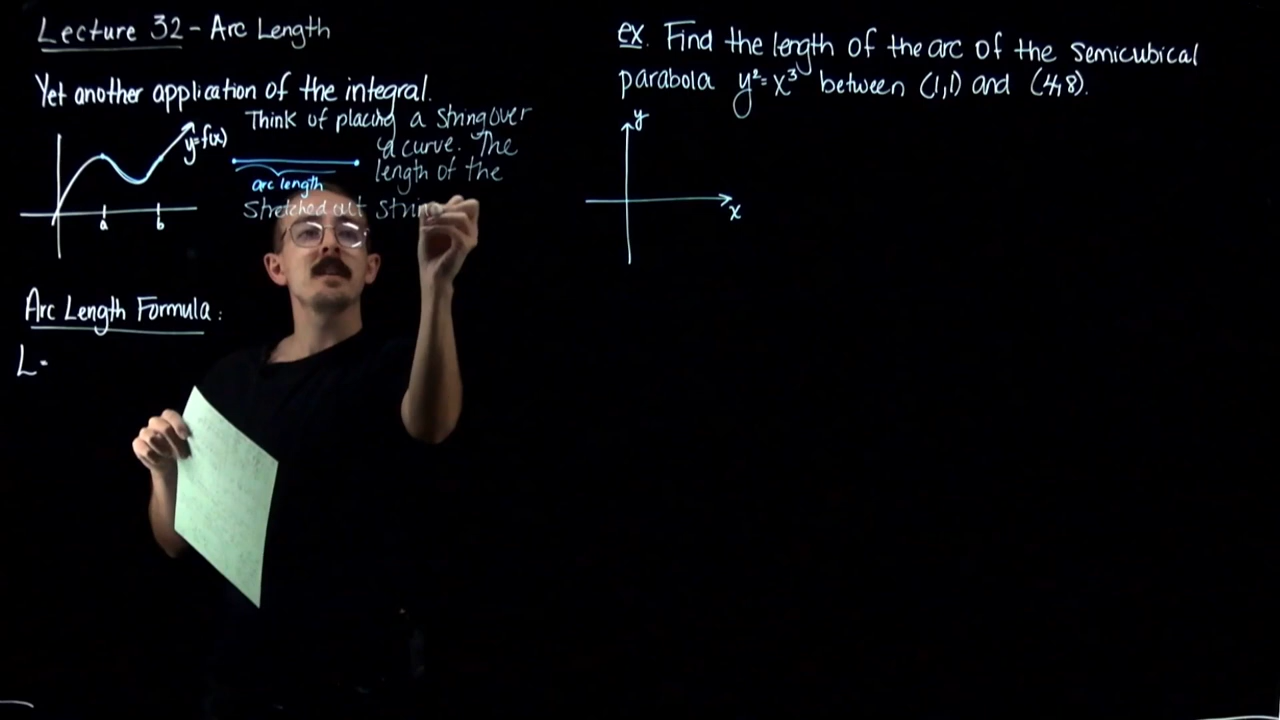 Lecture 32 - Arc Length
Yet another application of the integral.
y=f(x)
a
b
Think of placing a string over
a curve. The
length of the
arc length
stretched out string
Arc Length Formula:
L=
ex. Find the length of the arc of the semicubical
parabola y²=x³ between (1,1) and (4,8).
y
x